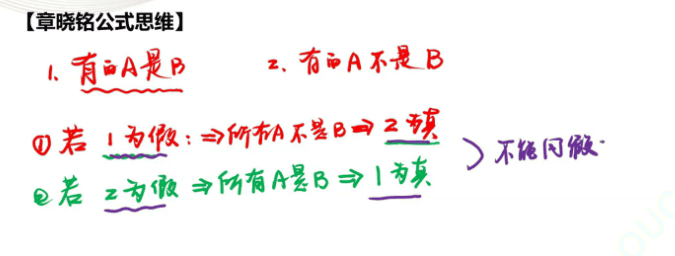 【章晓铭公式思维】
1. 有的A是B 2. 有的A不是B
①若 1为假:⇒所有A不是B⇒2为真
②若 2为假⇒所有A是B⇒1为真
不能同假.